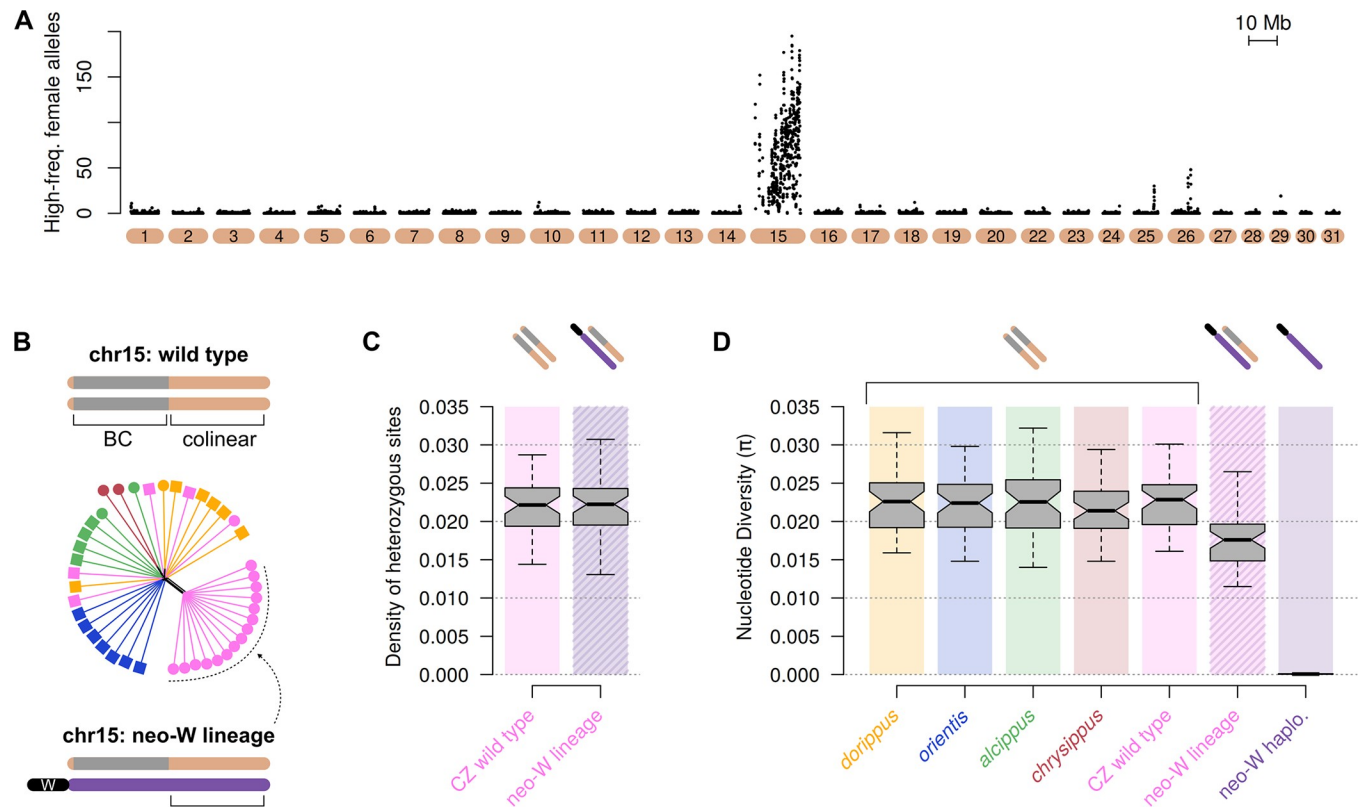 A
High-freq. female alleles
150
50
0
10 Mb
1 2 3 4 5 6 7 8 9 10 11 12 13 14 15 16 17 18 19 20 22 23 24 25 26 27 28 29 30 31
B
chr15: wild type
BC
colinear
chr15: neo-W lineage
W
C
Density of heterozygous sites
0.035
0.030
0.025
0.020
0.015
0.010
0.005
0.000
CZ wild type
neo-W lineage
D
Nucleotide Diversity (π)
0.035
0.030
0.025
0.020
0.015
0.010
0.005
0.000
dorippus
orientis
alcippus
chrysippus
CZ wild type
neo-W lineage
neo-W haplo.